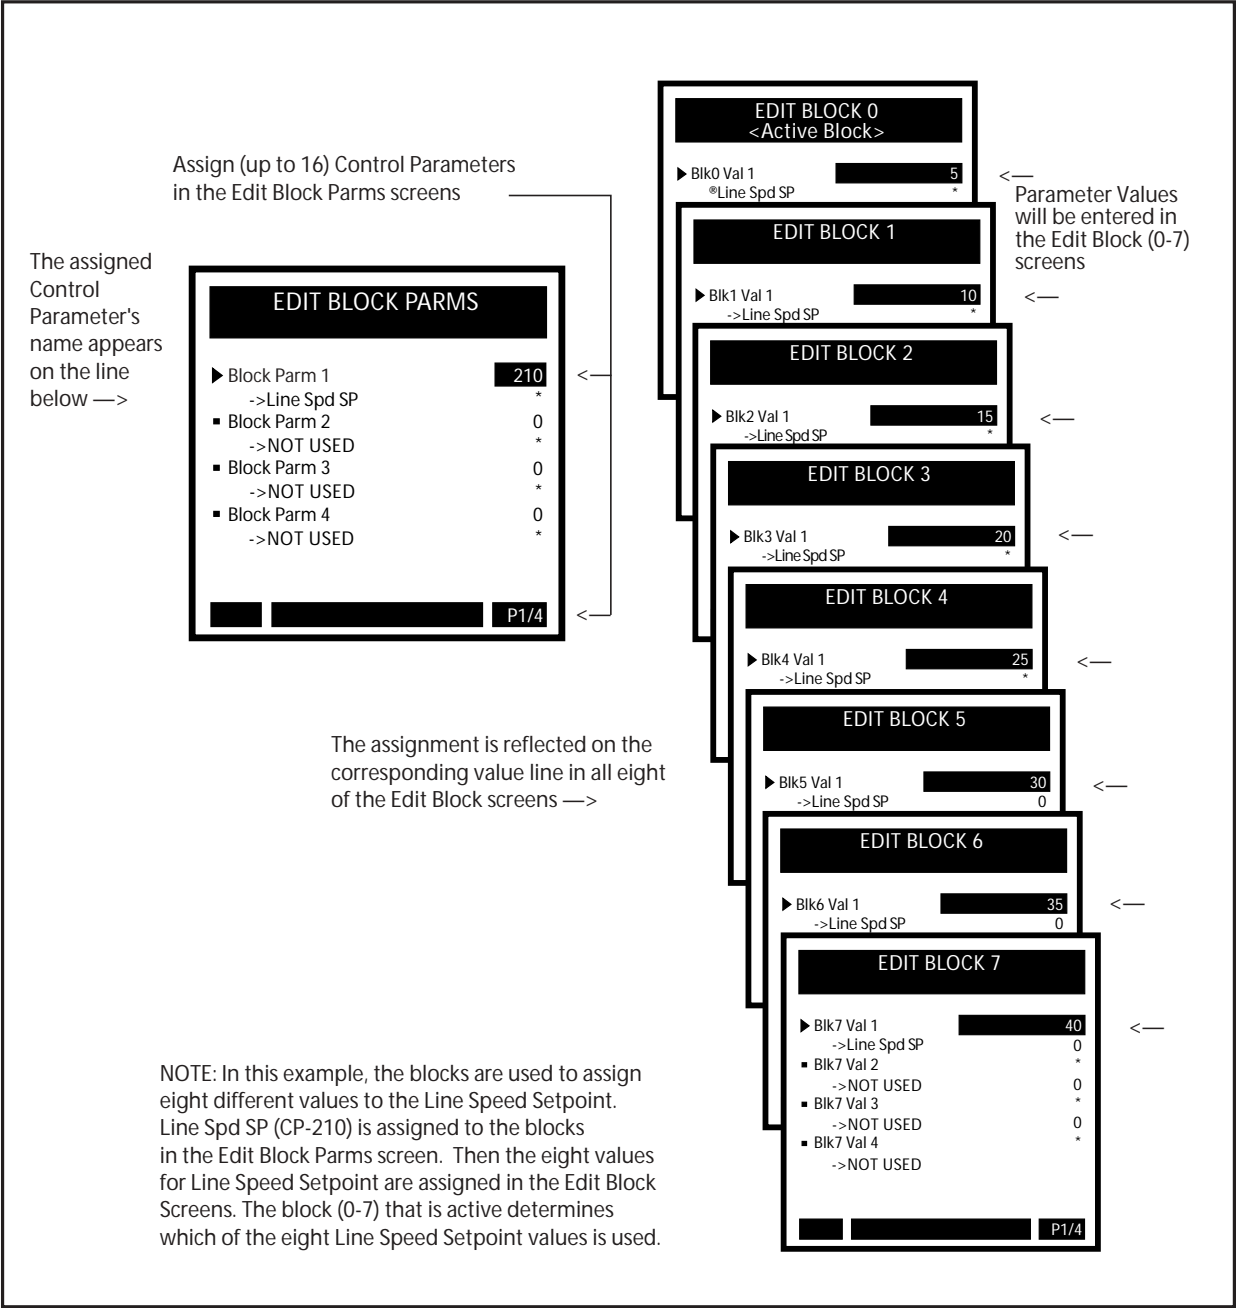 Assign (up to 16) Control Parameters
in the Edit Block Parms screens
The assigned
Control
Parameter's
name appears
on the line
below —>
EDIT BLOCK PARMS
Block Parm 1 210
->Line Spd SP *
▪ Block Parm 2 0
->NOT USED *
▪ Block Parm 3 0
->NOT USED *
▪ Block Parm 4 0
->NOT USED *
P1/4
<—
<—
The assignment is reflected on the
corresponding value line in all eight
of the Edit Block screens —>
EDIT BLOCK 0
<Active Block>
Blk0 Val 1 5
®Line Spd SP *
<—
Parameter Values
will be entered in
the Edit Block (0-7)
screens
EDIT BLOCK 1
Blk1 Val 1 10
->Line Spd SP *
<—
EDIT BLOCK 2
Blk2 Val 1 15
->Line Spd SP *
<—
EDIT BLOCK 3
Blk3 Val 1 20
->Line Spd SP *
<—
EDIT BLOCK 4
Blk4 Val 1 25
->Line Spd SP *
<—
EDIT BLOCK 5
Blk5 Val 1 30
->Line Spd SP 0
<—
EDIT BLOCK 6
Blk6 Val 1 35
->Line Spd SP 0
<—
EDIT BLOCK 7
Blk7 Val 1 40
->Line Spd SP 0
▪ Blk7 Val 2 *
->NOT USED 0
▪ Blk7 Val 3 *
->NOT USED 0
▪ Blk7 Val 4 *
->NOT USED
P1/4
<—
NOTE: In this example, the blocks are used to assign
eight different values to the Line Speed Setpoint.
Line Spd SP (CP-210) is assigned to the blocks
in the Edit Block Parms screen. Then the eight values
for Line Speed Setpoint are assigned in the Edit Block
Screens. The block (0-7) that is active determines
which of the eight Line Speed Setpoint values is used.